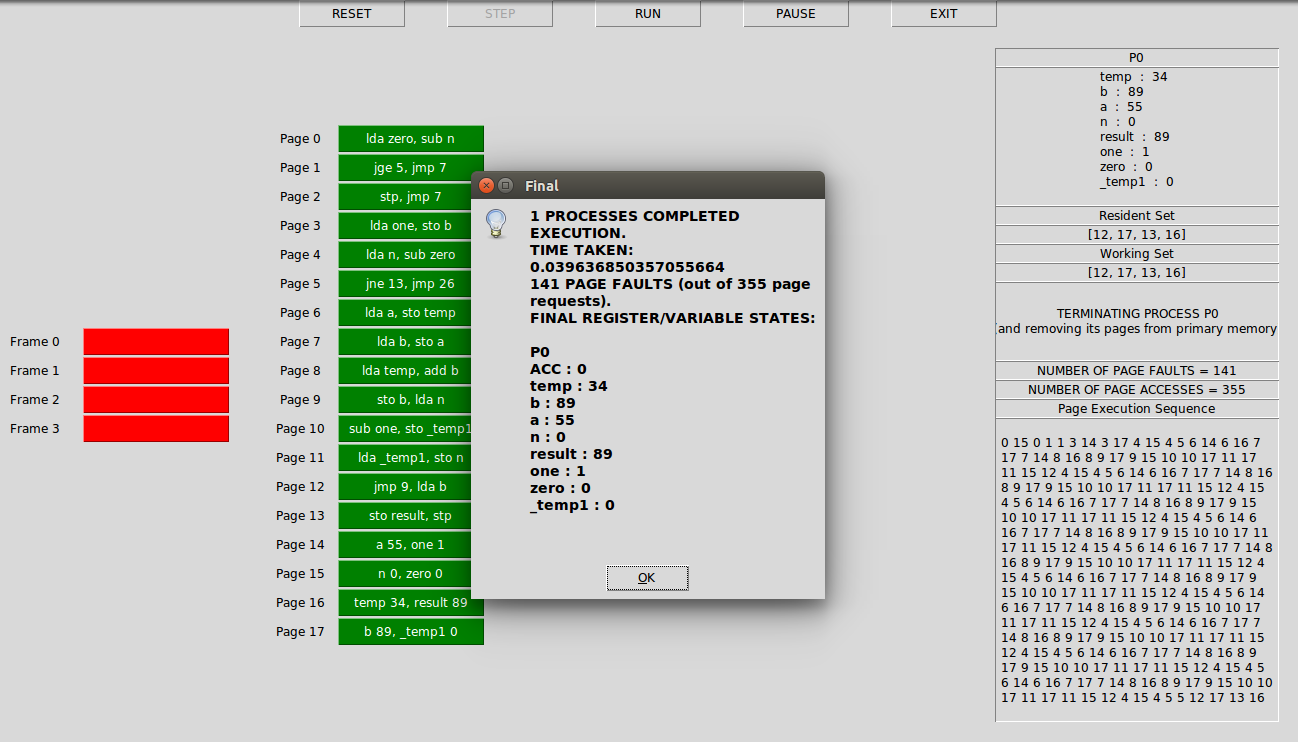 RESET
STEP
RUN
PAUSE
EXIT
Frame 0
Frame 1
Frame 2
Frame 3
Page 0 lda zero, sub n
Page 1 jge 5, jmp 7
Page 2 stp, jmp 7
Page 3 lda one, sto b
Page 4 lda n, sub zero
Page 5 jne 13, jmp 26
Page 6 lda a, sto temp
Page 7 lda b, sto a
Page 8 lda temp, add b
Page 9 sto b, lda n
Page 10 sub one, sto _temp1
Page 11 lda _temp1, sto n
Page 12 jmp 9, lda b
Page 13 sto result, stp
Page 14 a 55, one 1
Page 15 n 0, zero 0
Page 16 temp 34, result 89
Page 17 b 89, _temp1 0
Final
1 PROCESSES COMPLETED
EXECUTION.
TIME TAKEN:
0.039636850357055664
141 PAGE FAULTS (out of 355 page
requests).
FINAL REGISTER/VARIABLE STATES:
P0
ACC : 0
temp : 34
b : 89
a : 55
n : 0
result : 89
one : 1
zero : 0
_temp1 : 0
OK
P0
temp : 34
b : 89
a : 55
n : 0
result : 89
one : 1
zero : 0
_temp1 : 0
Resident Set
[12, 17, 13, 16]
Working Set
[12, 17, 13, 16]
TERMINATING PROCESS P0
(and removing its pages from primary memory
NUMBER OF PAGE FAULTS = 141
NUMBER OF PAGE ACCESSES = 355
Page Execution Sequence
0 15 0 1 1 3 14 3 17 4 15 4 5 6 14 6 16 7
17 7 14 8 16 8 9 17 9 15 10 10 17 11 17
11 15 12 4 15 4 5 6 14 6 16 7 17 7 14 8 16
8 9 17 9 15 10 10 17 11 17 11 15 12 4 15
4 5 6 14 6 16 7 17 7 14 8 16 8 9 17 9 15
10 10 17 11 17 11 15 12 4 15 4 5 6 14 6
16 7 17 7 14 8 16 8 9 17 9 15 10 10 17 11
17 11 15 12 4 15 4 5 6 14 6 16 7 17 7 14 8
16 8 9 17 9 15 10 10 17 11 17 11 15 12 4
15 4 5 6 14 6 16 7 17 7 14 8 16 8 9 17 9
15 10 10 17 11 17 11 15 12 4 15 4 5 6 14
6 16 7 17 7 14 8 16 8 9 17 9 15 10 10 17
11 17 11 15 12 4 15 4 5 6 14 6 16 7 17 7
14 8 16 8 9 17 9 15 10 10 17 11 17 11 15
12 4 15 4 5 6 14 6 16 7 17 7 14 8 16 8 9
17 9 15 10 10 17 11 17 11 15 12 4 15 4 5
6 14 6 16 7 17 7 14 8 16 8 9 17 9 15 10 10
17 11 17 11 15 12 4 15 4 5 5 12 17 13 16